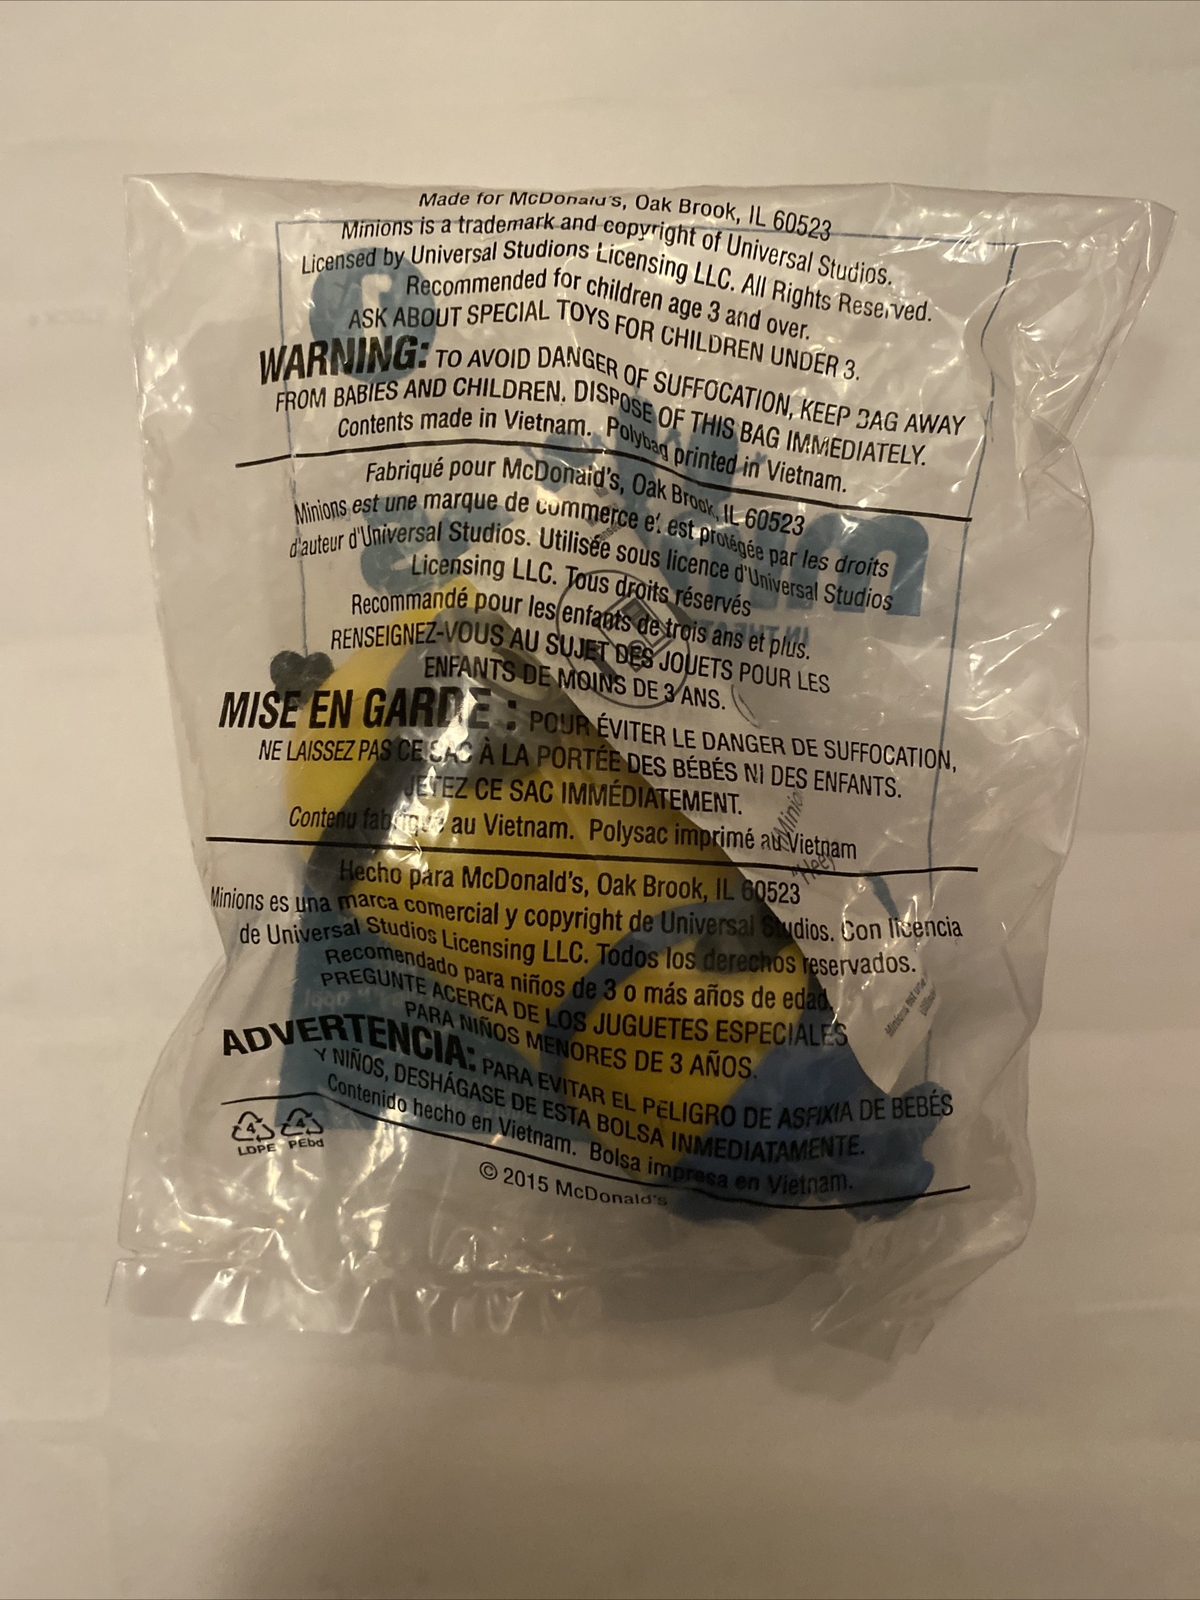 Made for McDonald's, Oak Brook, IL 60523
Minions is a trademark and copyright of Universal Studios.
Licensed by Universal Studions Licensing LLC. All Rights Reserved.
Recommended for children age 3 and over.
ASK ABOUT SPECIAL TOYS FOR CHILDREN UNDER 3.
WARNING: TO AVOID DANGER OF SUFFOCATION, KEEP BAG AWAY
FROM BABIES AND CHILDREN. DISPOSE OF THIS BAG IMMEDIATELY.
Contents made in Vietnam. Polybag printed in Vietnam.
Fabriqué pour McDonald's, Oak Brook, IL 60523
Minions est une marque de commerce et est protégée par les droits
d'auteur d'Universal Studios. Utilisée sous licence d'Universal Studios
Licensing LLC. Tous droits réservés
Recommandé pour les enfants de trois ans et plus.
RENSEIGNEZ-VOUS AU SUJET DES JOUETS POUR LES
ENFANTS DE MOINS DE 3 ANS.
MISE EN GARDE : POUR ÉVITER LE DANGER DE SUFFOCATION,
NE LAISSEZ PAS CE SAC À LA PORTÉE DES BÉBÉS NI DES ENFANTS.
JETEZ CE SAC IMMÉDIATEMENT.
Contenu fabriqué au Vietnam. Polysac imprimé au Vietnam
Hecho para McDonald's, Oak Brook, IL 60523
Minions es una marca comercial y copyright de Universal Studios. Con licencia
de Universal Studios Licensing LLC. Todos los derechos reservados.
Recomendado para niños de 3 o más años de edad.
PREGUNTE ACERCA DE LOS JUGUETES ESPECIALES
PARA NIÑOS MENORES DE 3 AÑOS.
ADVERTENCIA: PARA EVITAR EL PELIGRO DE ASFIXIA DE BEBÉS
Y NIÑOS, DESHÁGASE DE ESTA BOLSA INMEDIATAMENTE.
Contenido hecho en Vietnam. Bolsa impresa en Vietnam.
4 4
LDPE PEbd
© 2015 McDonald's